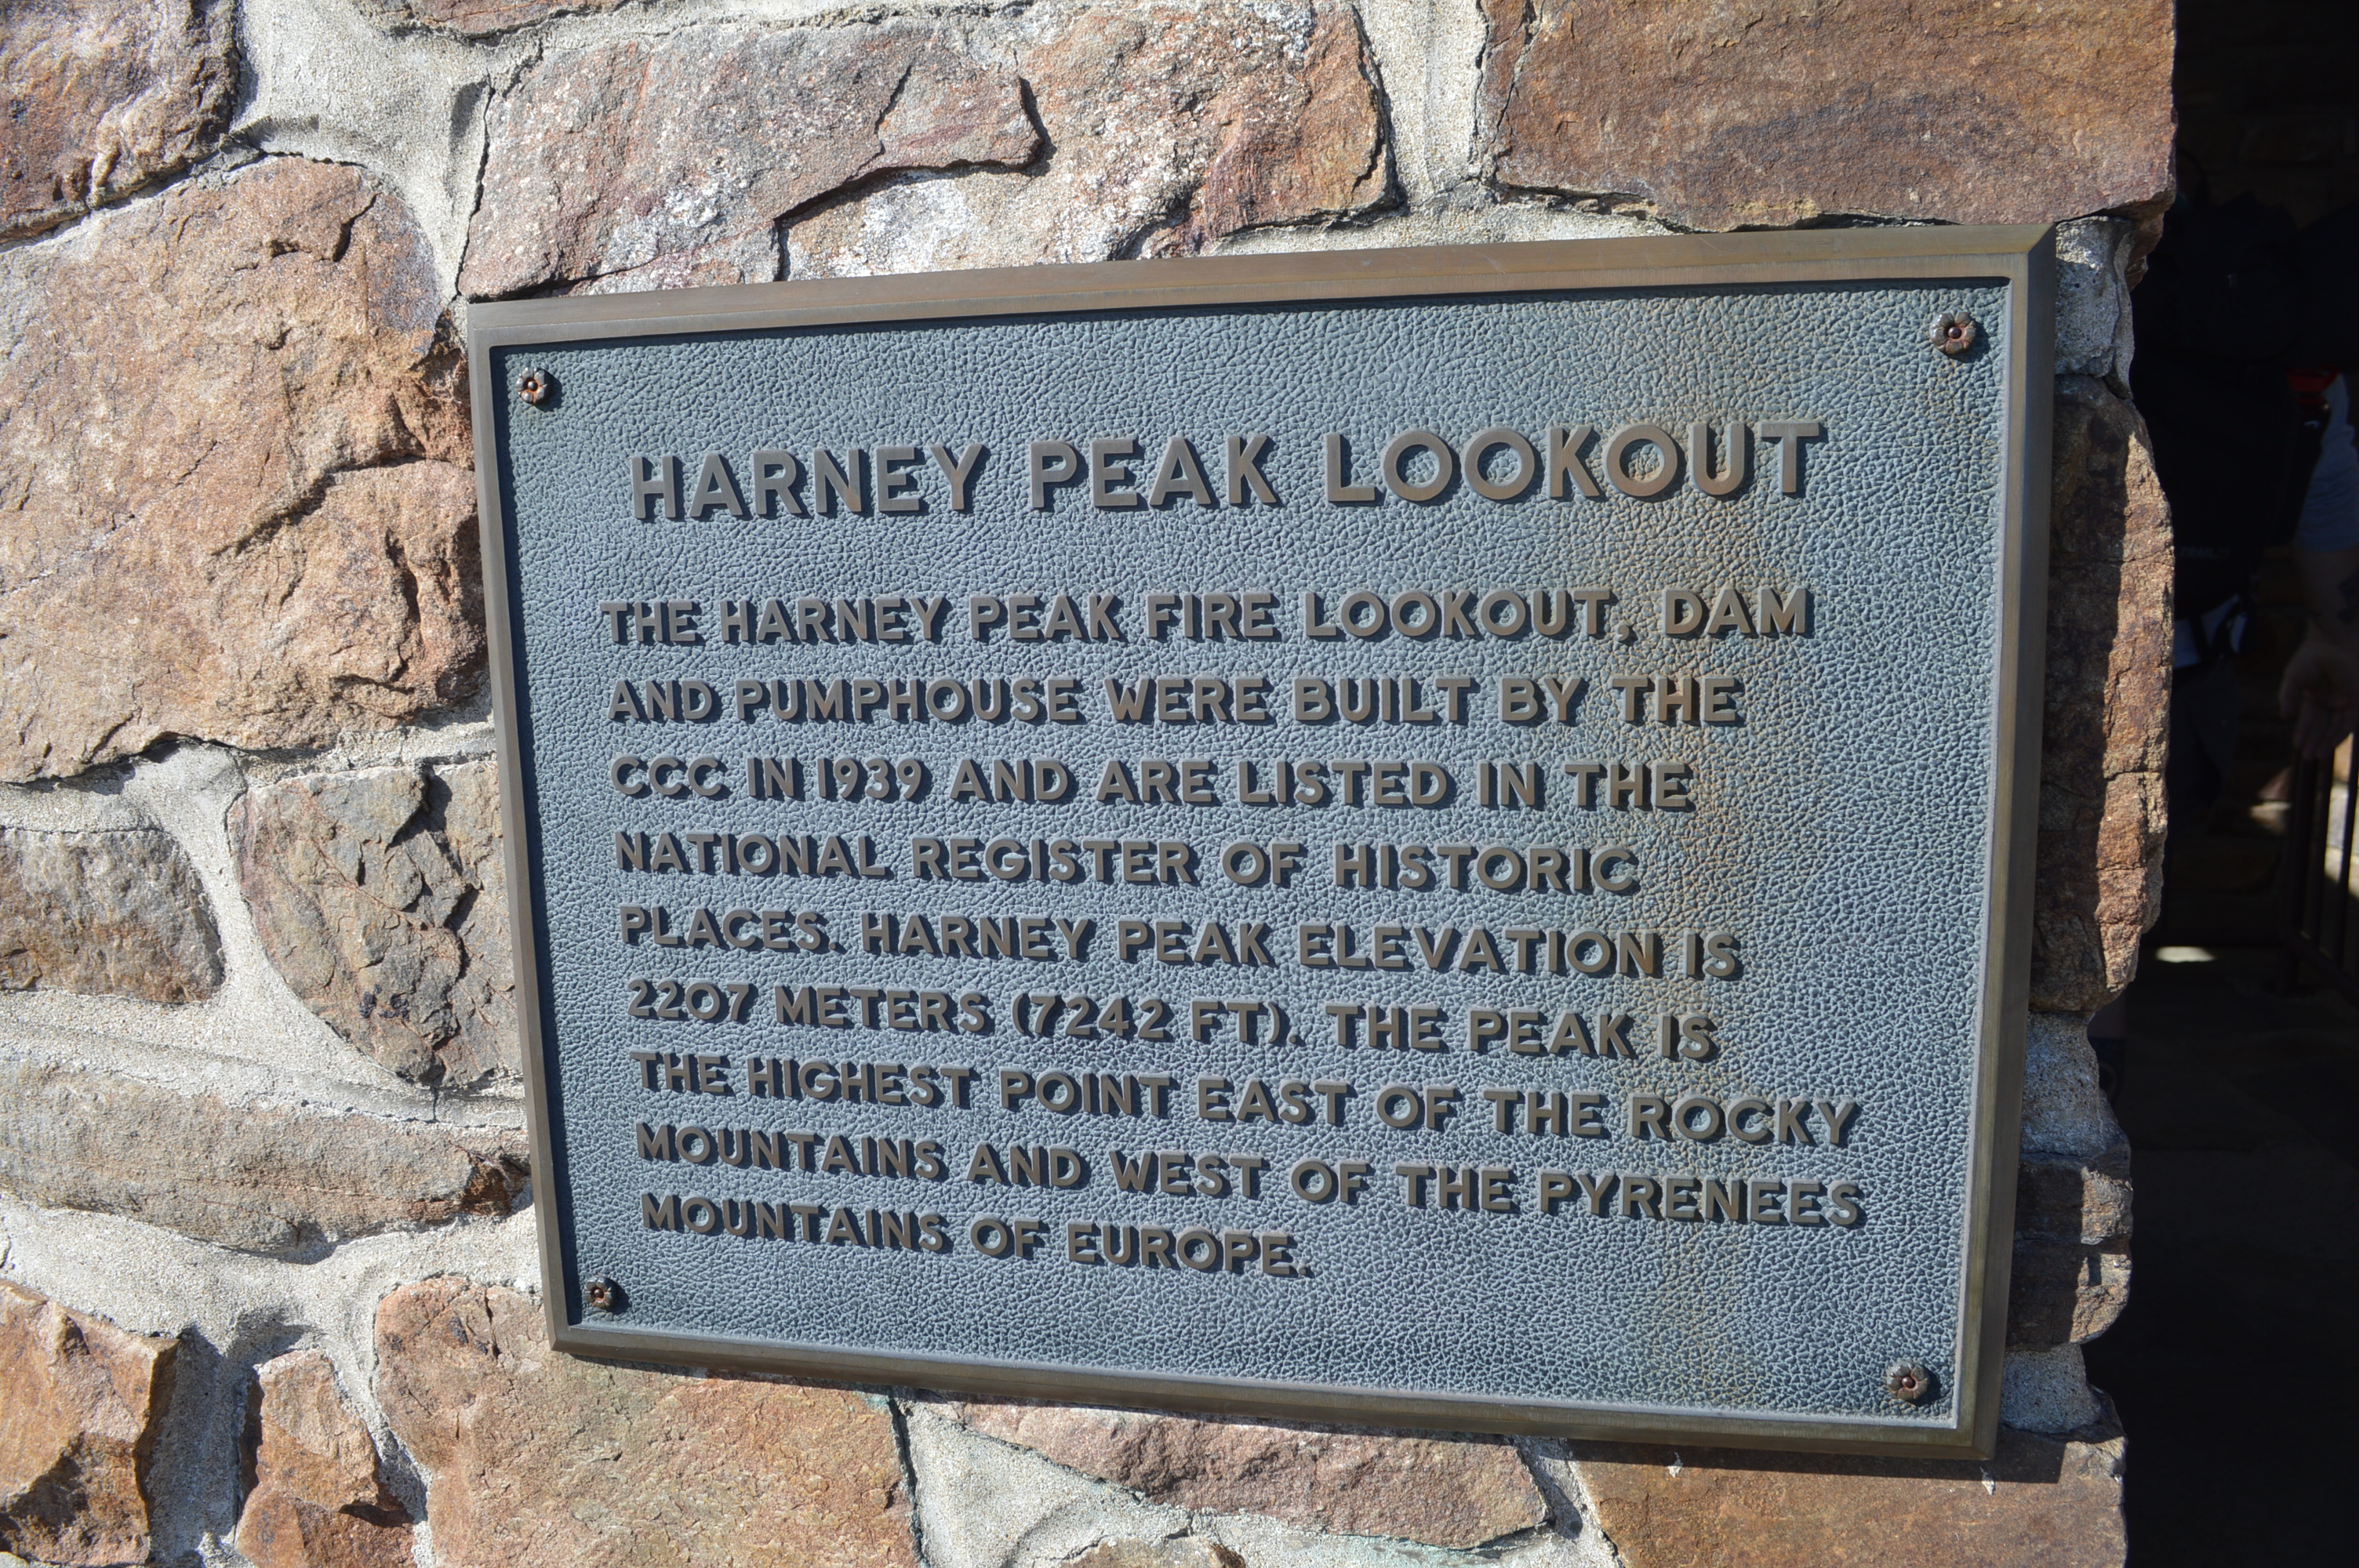 HARNEY PEAK LOOKOUT
THE HARNEY PEAK FIRE LOOKOUT, DAM
AND PUMPHOUSE WERE BUILT BY THE
CCC IN 1939 AND ARE LISTED IN THE
NATIONAL REGISTER OF HISTORIC
PLACES. HARNEY PEAK ELEVATION IS
2207 METERS (7242 FT). THE PEAK IS
THE HIGHEST POINT EAST OF THE ROCKY
MOUNTAINS AND WEST OF THE PYRENEES
MOUNTAINS OF EUROPE.